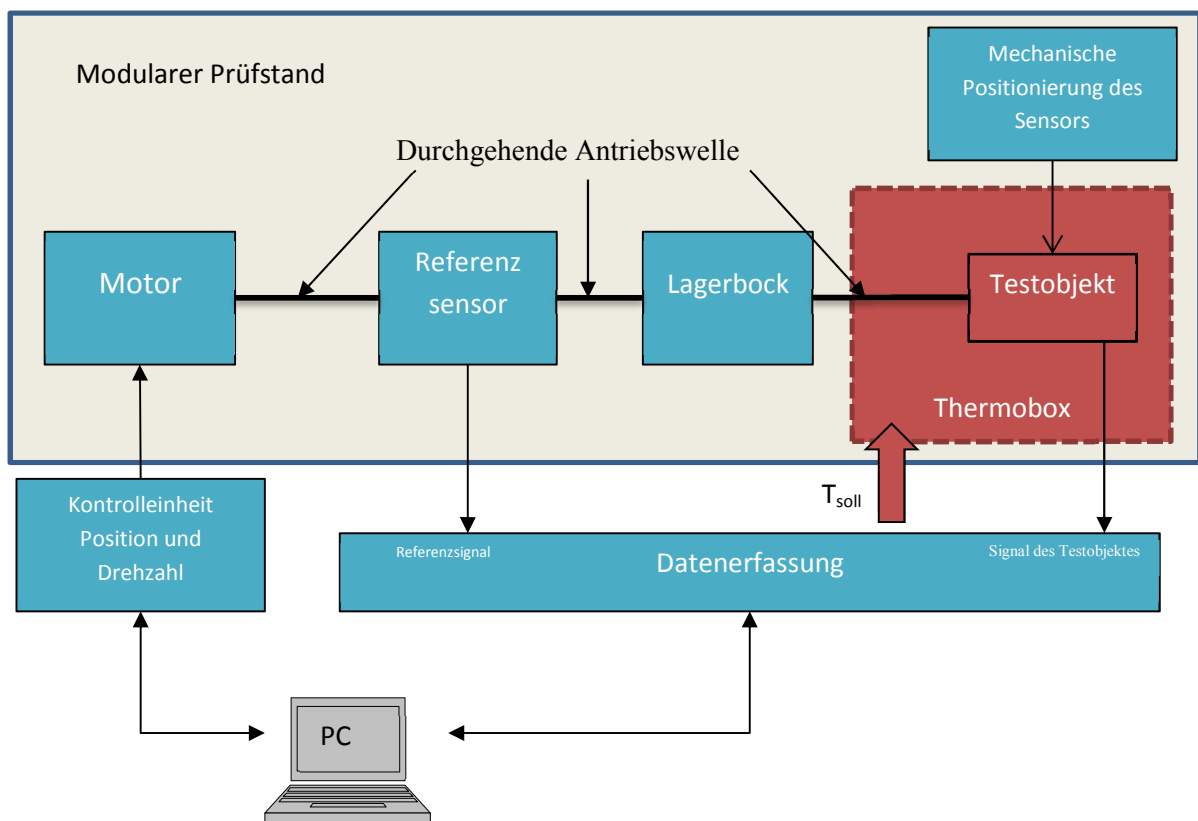 Modularer Prüfstand
Mechanische
Positionierung des
Sensors
Durchgehende Antriebswelle
Motor
Referenz
sensor
Lagerbock
Testobjekt
Thermobox
Kontrolleinheit
Position und
Drehzahl
Tsoll
Referenzsignal
Datenerfassung
Signal des Testobjektes
PC